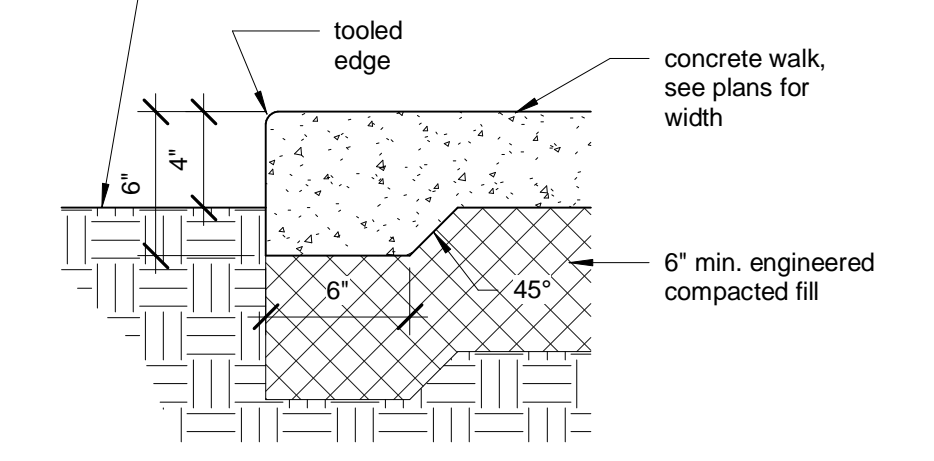 tooled
edge
concrete walk,
see plans for
width
4"
6"
6"
45°
6" min. engineered
compacted fill